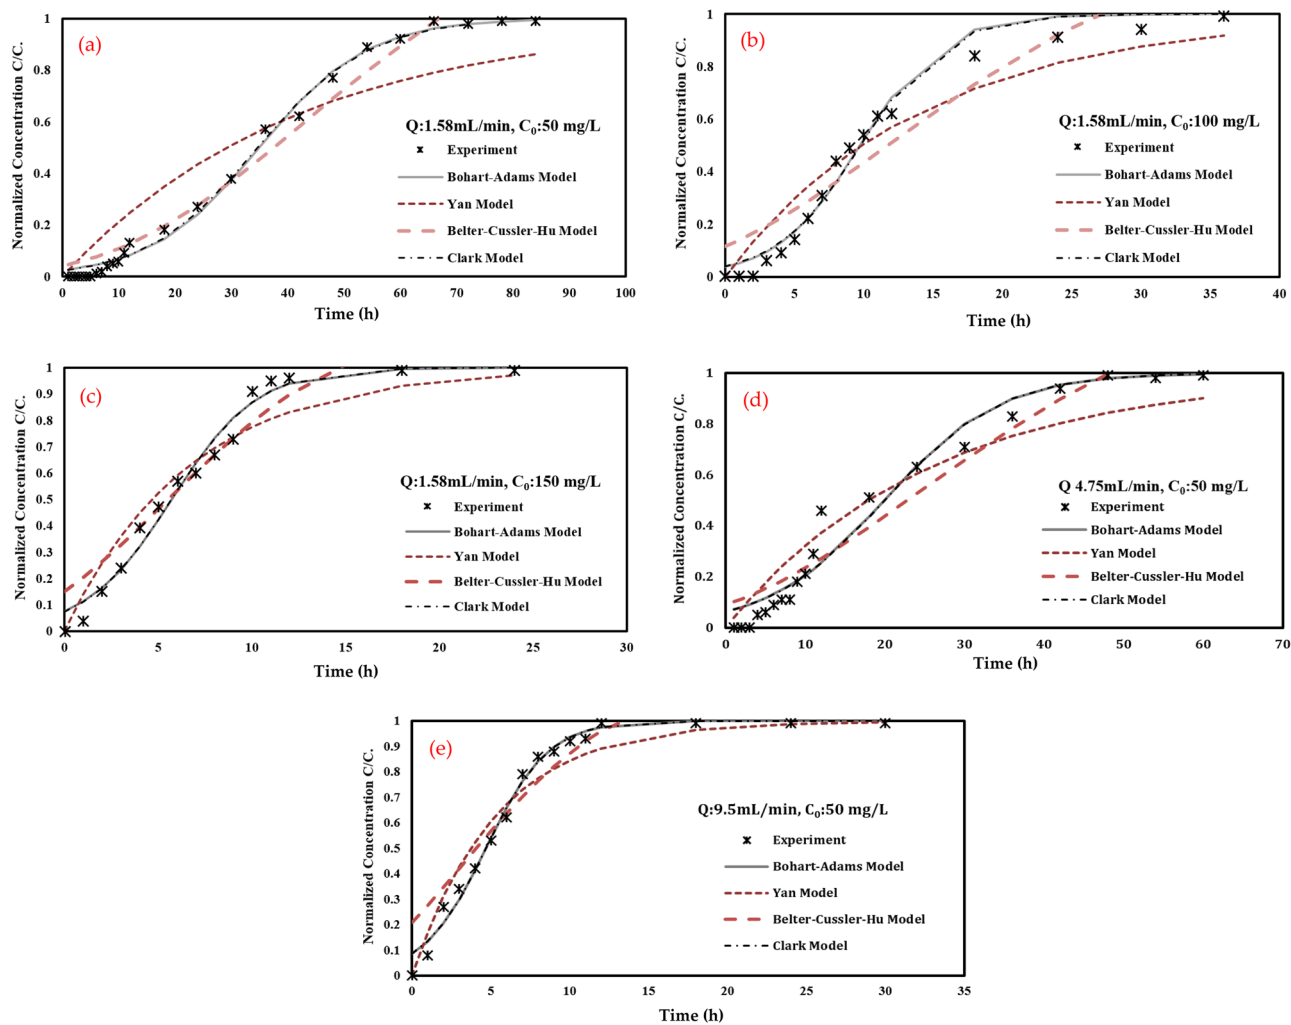 (a)
Normalized Concentration C/C.
1
0.8
0.6
0.4
0.2
0
0 10 20 30 40 50 60 70 80 90 100
Time (h)
Q:1.58mL/min, C0:50 mg/L
Experiment
Bohart-Adams Model
Yan Model
Belter-Cussler-Hu Model
Clark Model
(b)
Normalized Concentration C/C.
1
0.8
0.6
0.4
0.2
0
0 5 10 15 20 25 30 35 40
Time (h)
Q:1.58mL/min, C0:100 mg/L
Experiment
Bohart-Adams Model
Yan Model
Belter-Cussler-Hu Model
Clark Model
(c)
Normalized Concentration C/C.
1
0.9
0.8
0.7
0.6
0.5
0.4
0.3
0.2
0.1
0
0 5 10 15 20 25 30
Time (h)
Q:1.58mL/min, C0:150 mg/L
Experiment
Bohart-Adams Model
Yan Model
Belter-Cussler-Hu Model
Clark Model
(d)
Normalized Concentration C/C.
1
0.8
0.6
0.4
0.2
0
0 10 20 30 40 50 60 70
Time (h)
Q 4.75mL/min, C0:50 mg/L
Experiment
Bohart-Adams Model
Yan Model
Belter-Cussler-Hu Model
Clark Model
(e)
Normalized Concentration C/C.
1
0.9
0.8
0.7
0.6
0.5
0.4
0.3
0.2
0.1
0
0 5 10 15 20 25 30 35
Time (h)
Q:9.5mL/min, C0:50 mg/L
Experiment
Bohart-Adams Model
Yan Model
Belter-Cussler-Hu Model
Clark Model